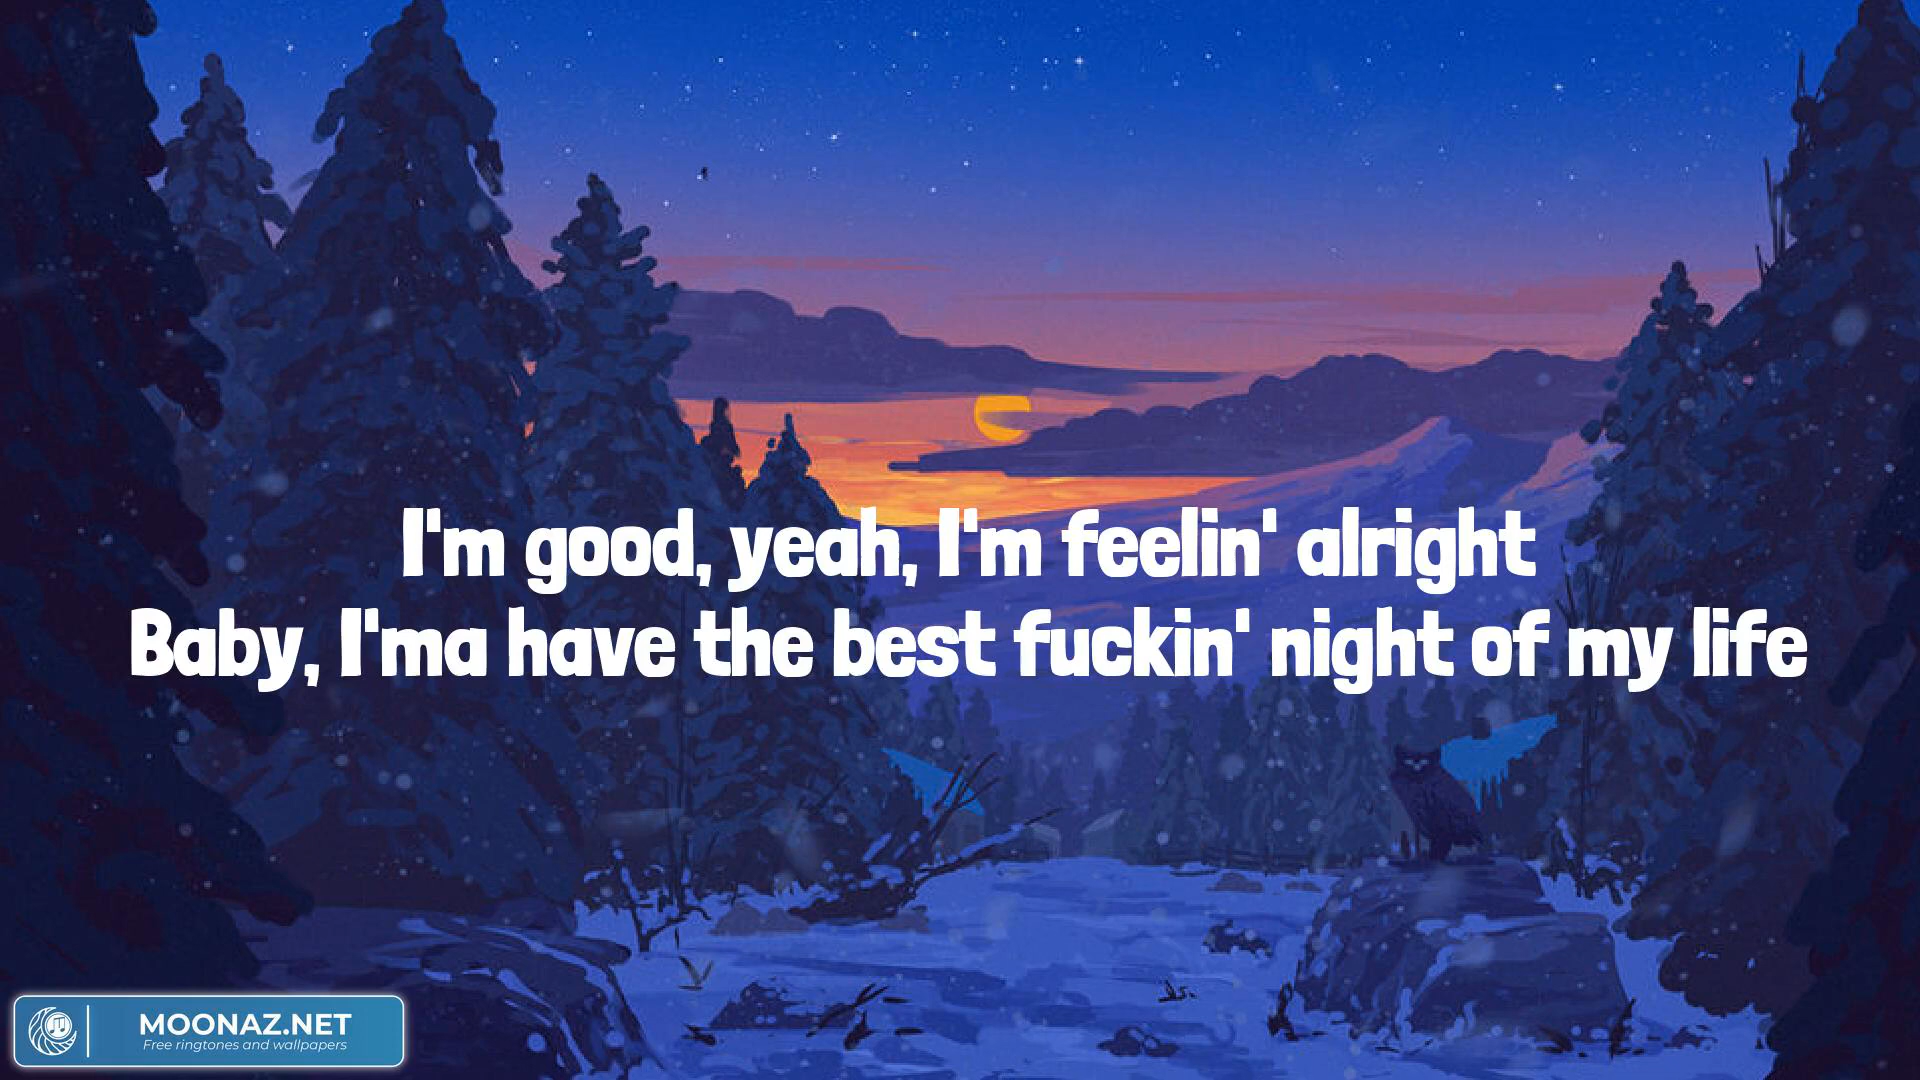 I'm good, yeah, I'm feelin' alright
Baby, I'ma have the best fuckin' night of my life
MOONAZ.NET
Free ringtones and wallpapers